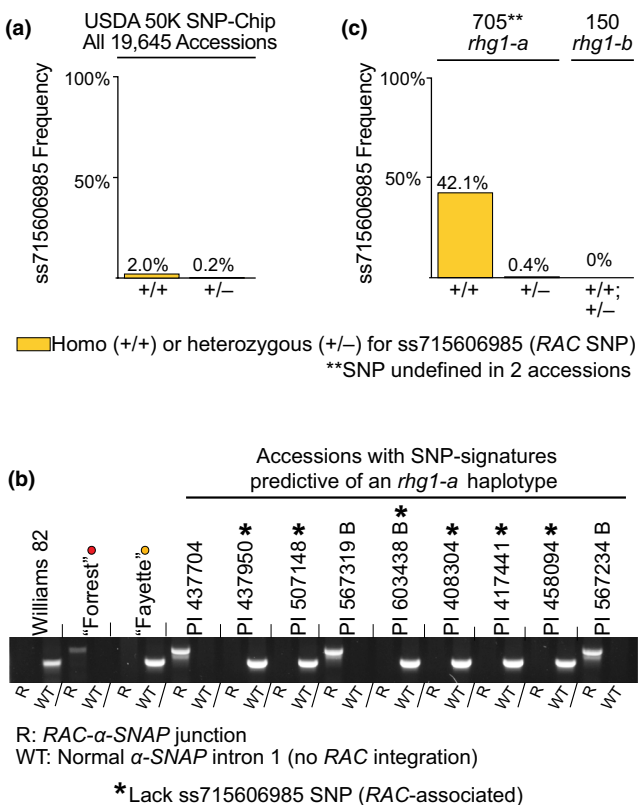 (a)
USDA 50K SNP-Chip
All 19,645 Accessions
ss715606985 Frequency
100%
50%
2.0%
0.2%
+/+
+/–
(c)
705**
rhg1-a
150
rhg1-b
ss715606985 Frequency
100%
50%
42.1%
0.4%
0%
+/+
+/–
+/+;
+/–
Homo (+/+) or heterozygous (+/–) for ss715606985 (RAC SNP)
**SNP undefined in 2 accessions
(b)
Accessions with SNP-signatures
predictive of an rhg1-a haplotype
Williams 82
"Forrest"
"Fayette"
PI 437704
PI 437950 *
PI 507148 *
PI 567319 B
PI 603438 B *
PI 408304 *
PI 417441 *
PI 458094 *
PI 567234 B
R / WT / R / WT / R / WT / R / WT / R / WT / R / WT / R / WT / R / WT / R / WT / R / WT / R / WT / R / WT
R: RAC-α-SNAP junction
WT: Normal α-SNAP intron 1 (no RAC integration)
*Lack ss715606985 SNP (RAC-associated)